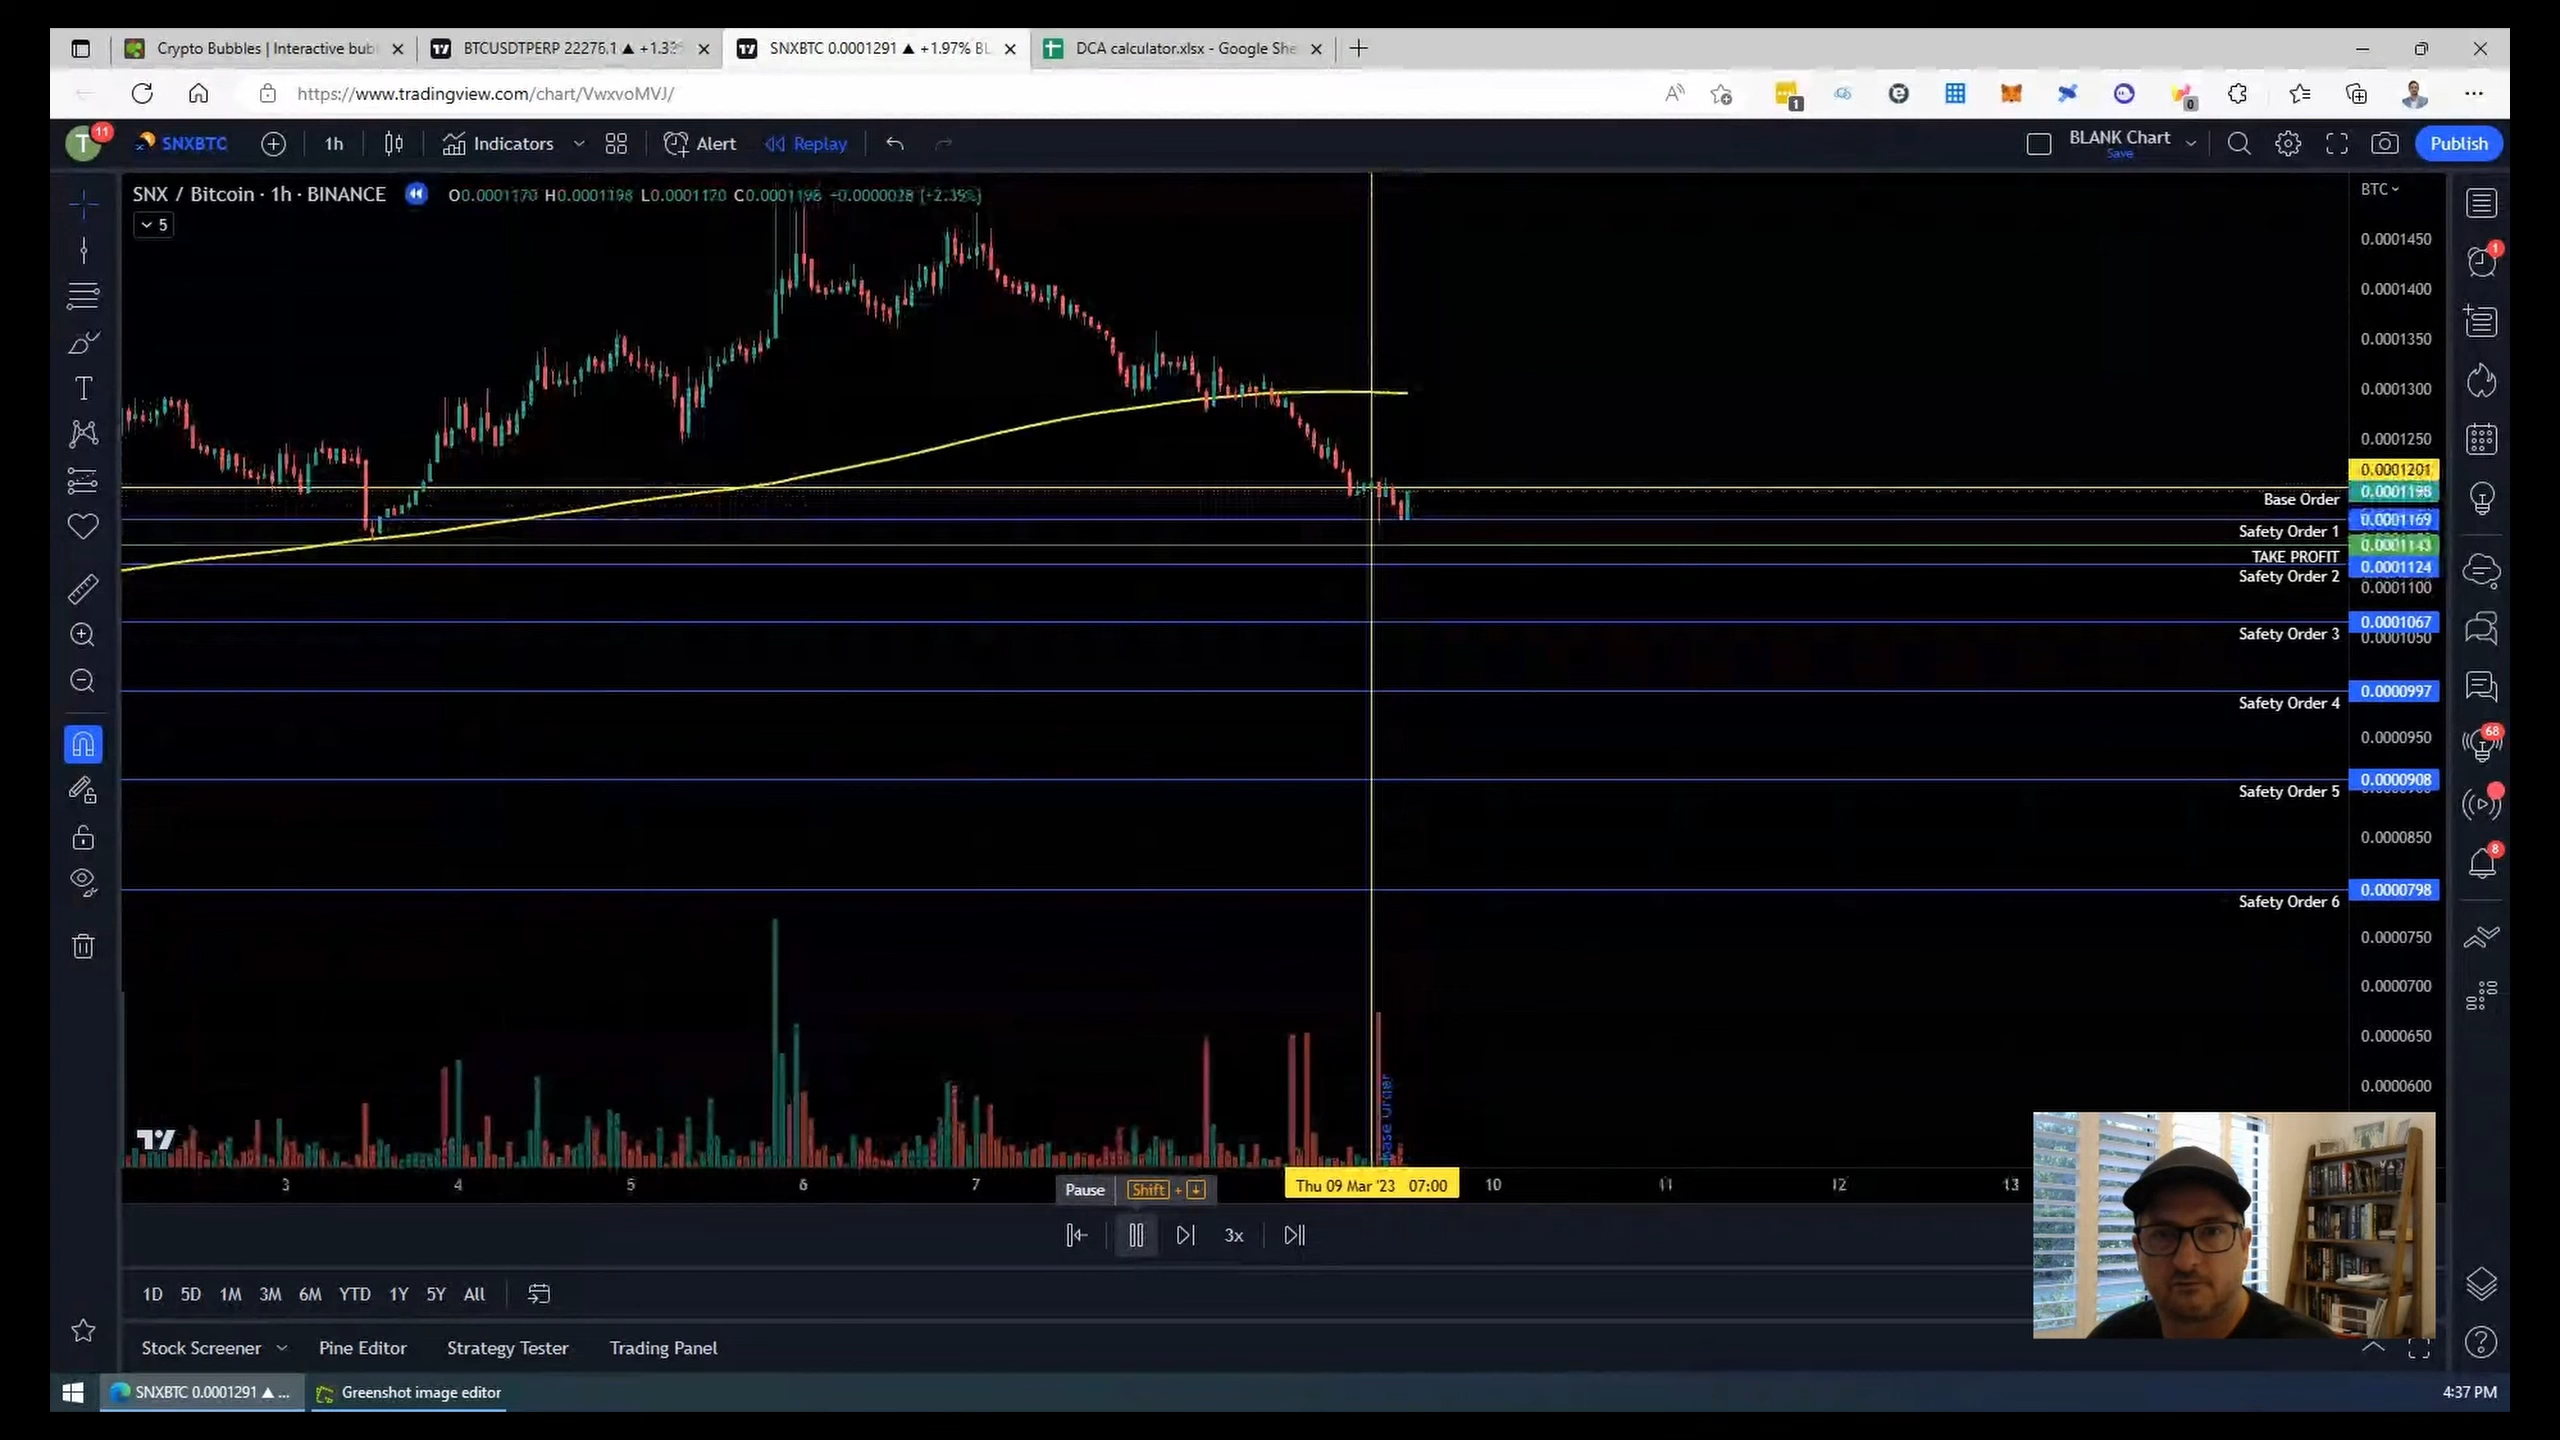 Crypto Bubbles | Interactive bub
BTCUSDTPERP 22276.1 ▲ +1.33%
SNXBTC 0.0001291 ▲ +1.97% BL
DCA calculator.xlsx - Google She
https://www.tradingview.com/chart/VwxvoMVJ/
1
0
T
11
SNXBTC
1h
Indicators
Alert
Replay
BLANK Chart
Save
Publish
SNX / Bitcoin · 1h · BINANCE
O0.0001170 H0.0001198 L0.0001170 C0.0001198
5
BTC
0.0001450
0.0001400
0.0001350
0.0001300
0.0001250
0.0001201
0.0001198
Base Order
0.0001169
Safety Order 1
0.0001143
TAKE PROFIT
0.0001124
Safety Order 2
0.0001100
0.0001067
Safety Order 3
0.0001050
0.0000997
Safety Order 4
0.0000950
0.0000908
Safety Order 5
0.0000850
0.0000798
Safety Order 6
0.0000750
0.0000700
0.0000650
0.0000600
1
68
8
Base Order
3 4 5 6 7
Thu 09 Mar '23 07:00
10 11 12 13
Pause Shift + ↓
3x
1D 5D 1M 3M 6M YTD 1Y 5Y All
Stock Screener Pine Editor Strategy Tester Trading Panel
SNXBTC 0.0001291 ▲ ...
Greenshot image editor
4:37 PM